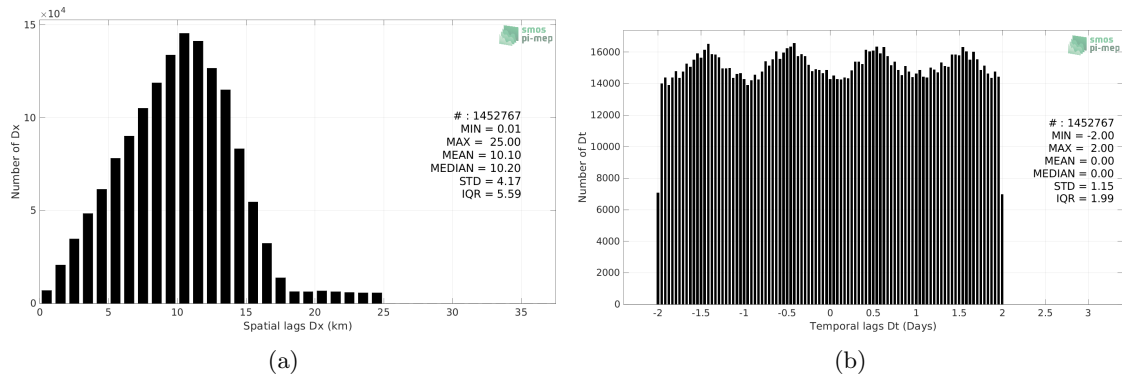 ×10⁴
15
10
5
0
Number of Dx
0 5 10 15 20 25 30 35
Spatial lags Dx (km)
smos
pi-mep
# : 1452767
MIN = 0.01
MAX = 25.00
MEAN = 10.10
MEDIAN = 10.20
STD = 4.17
IQR = 5.59
(a)
16000
14000
12000
10000
8000
6000
4000
2000
0
Number of Dt
-2 -1.5 -1 -0.5 0 0.5 1 1.5 2 2.5 3
Temporal lags Dt (Days)
smos
pi-mep
# : 1452767
MIN = -2.00
MAX = 2.00
MEAN = 0.00
MEDIAN = 0.00
STD = 1.15
IQR = 1.99
(b)